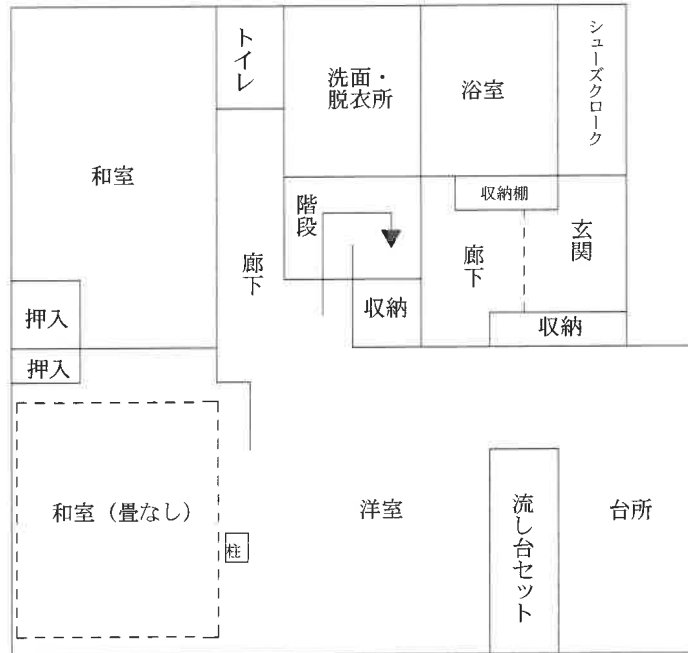 トイレ
洗面・
脱衣所
浴室
シューズクローク
和室
階段
収納棚
廊下
廊下
玄関
押入
収納
収納
押入
和室（畳なし）
柱
洋室
流し台セット
台所